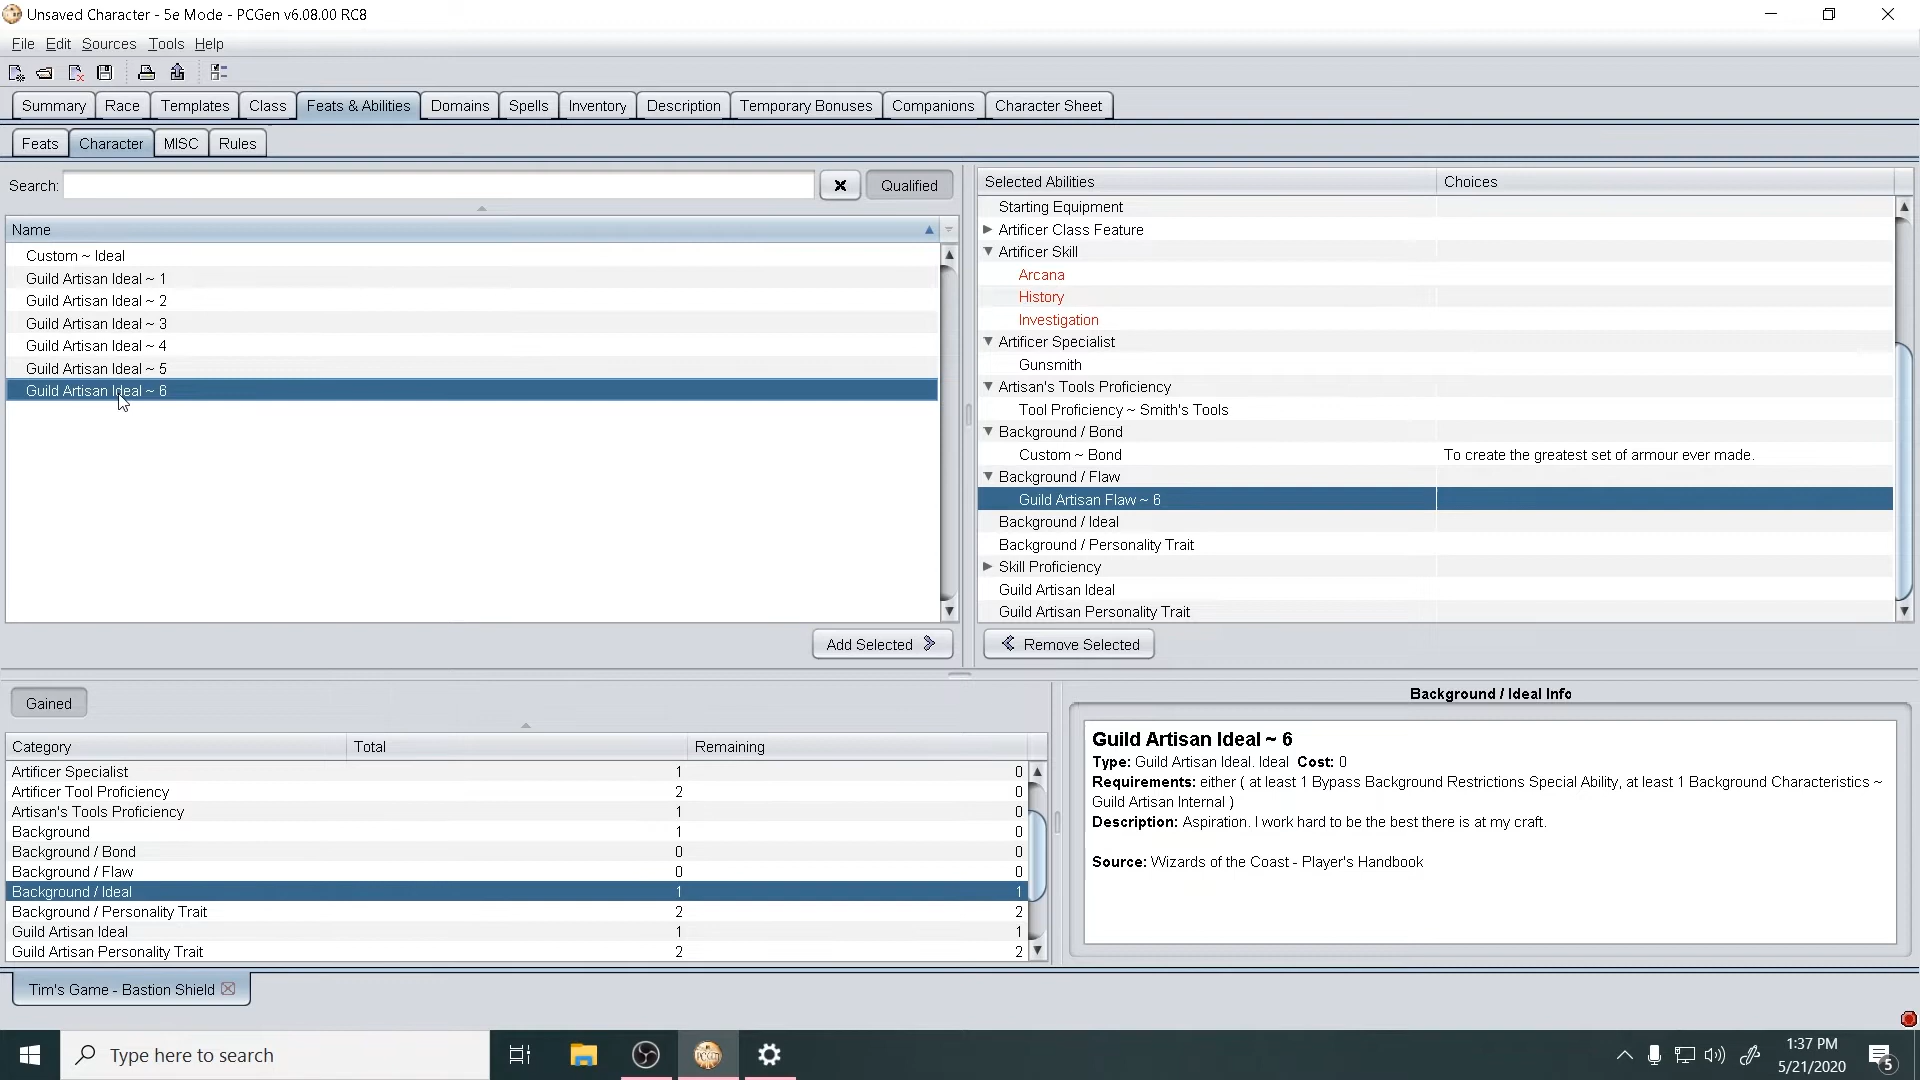 Unsaved Character - 5e Mode - PCGen v6.08.00 RC8
File Edit Sources Tools Help
Summary Race Templates Class Feats & Abilities Domains Spells Inventory Description Temporary Bonuses Companions Character Sheet
Feats Character MISC Rules
Search: Qualified
Name
Custom ~ Ideal
Guild Artisan Ideal ~ 1
Guild Artisan Ideal ~ 2
Guild Artisan Ideal ~ 3
Guild Artisan Ideal ~ 4
Guild Artisan Ideal ~ 5
Guild Artisan Ideal ~ 6
Add Selected
Selected Abilities Choices
Starting Equipment
Artificer Class Feature
Artificer Skill
Arcana
History
Investigation
Artificer Specialist
Gunsmith
Artisan's Tools Proficiency
Tool Proficiency ~ Smith's Tools
Background / Bond
Custom ~ Bond To create the greatest set of armour ever made.
Background / Flaw
Guild Artisan Flaw ~ 6
Background / Ideal
Background / Personality Trait
Skill Proficiency
Guild Artisan Ideal
Guild Artisan Personality Trait
Remove Selected
Gained
Category Total Remaining
Artificer Specialist 1 0
Artificer Tool Proficiency 2 0
Artisan's Tools Proficiency 1 0
Background 1 0
Background / Bond 0 0
Background / Flaw 0 0
Background / Ideal 1 1
Background / Personality Trait 2 2
Guild Artisan Ideal 1 1
Guild Artisan Personality Trait 2 2
Background / Ideal Info
Guild Artisan Ideal ~ 6
Type: Guild Artisan Ideal. Ideal Cost: 0
Requirements: either ( at least 1 Bypass Background Restrictions Special Ability, at least 1 Background Characteristics ~
Guild Artisan Internal )
Description: Aspiration. I work hard to be the best there is at my craft.
Source: Wizards of the Coast - Player's Handbook
Tim's Game - Bastion Shield
Type here to search
PCGen
1:37 PM
5/21/2020
5